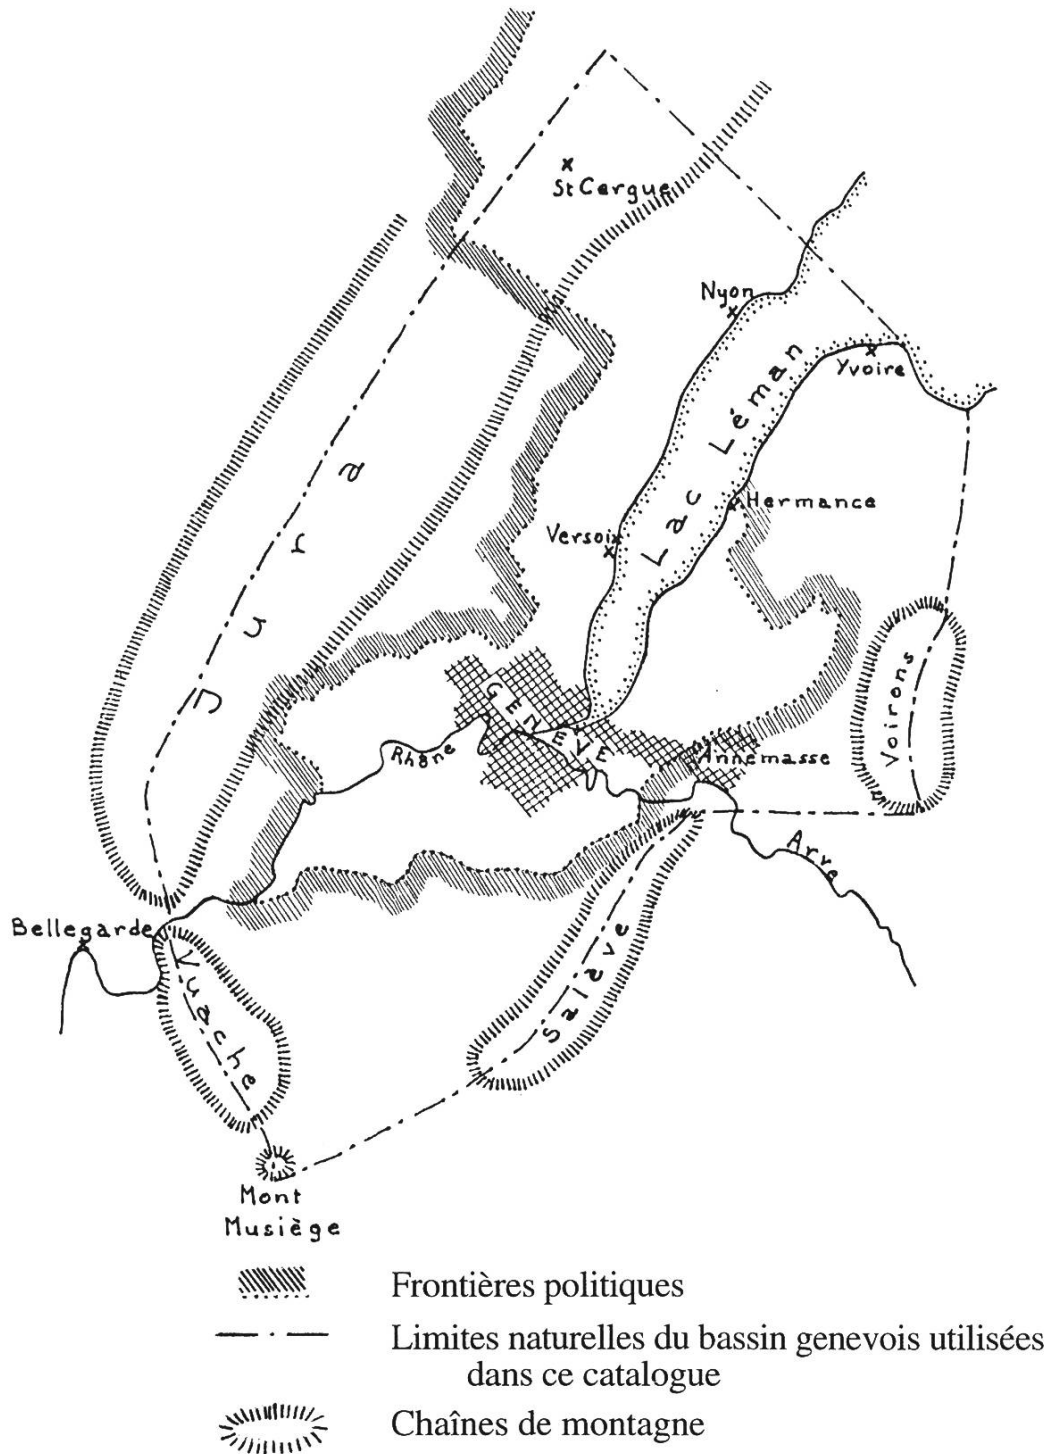 St Cergue
Nyon
Yvoire
Lac Léman
Hermance
Versoix
Jura
GENEVE
Rhône
Annemasse
Voirons
Arve
Bellegarde
Vuache
Salève
Mont
Musiège
Frontières politiques
Limites naturelles du bassin genevois utilisées
dans ce catalogue
Chaînes de montagne